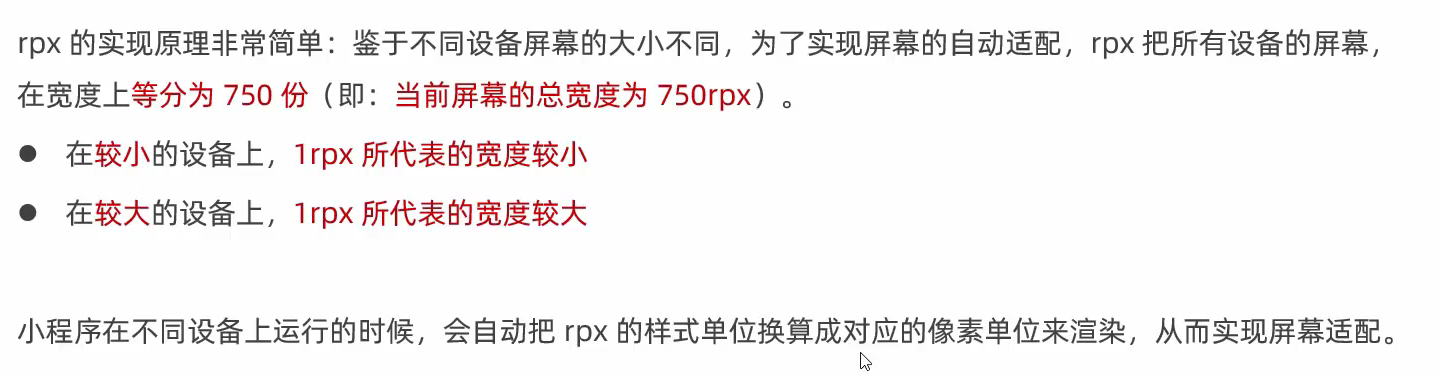 rpx 的实现原理非常简单：鉴于不同设备屏幕的大小不同，为了实现屏幕的自动适配，rpx 把所有设备的屏幕，
在宽度上等分为 750 份（即：当前屏幕的总宽度为 750rpx）。
● 在较小的设备上，1rpx 所代表的宽度较小
● 在较大的设备上，1rpx 所代表的宽度较大
小程序在不同设备上运行的时候，会自动把 rpx 的样式单位换算成对应的像素单位来渲染，从而实现屏幕适配。